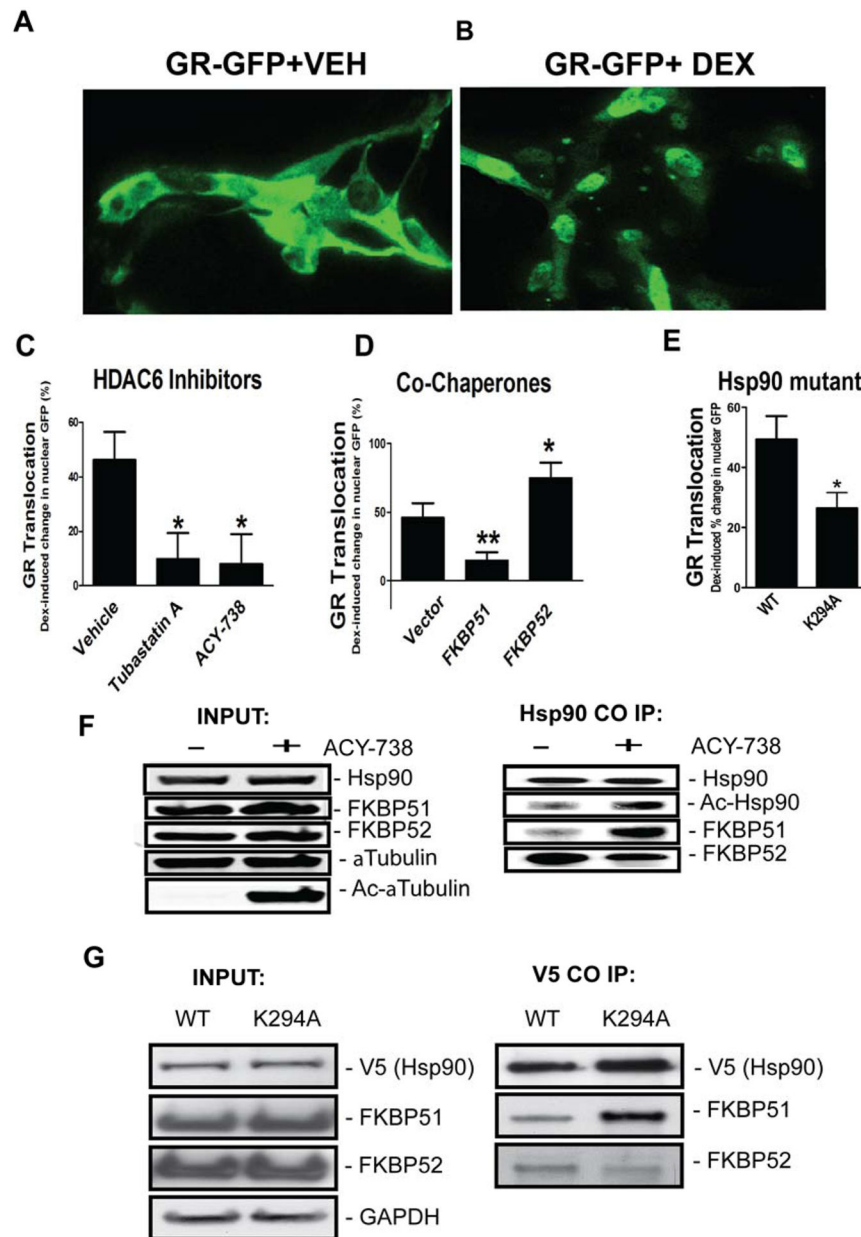 A
GR-GFP+VEH
B
GR-GFP+ DEX
C
HDAC6 Inhibitors
GR Translocation
Dex-Induced change in nuclear GFP (%)
60
40
20
0
Vehicle
Tubastatin A
ACY-738
*
*
D
Co-Chaperones
GR Translocation
Dex-induced change in nuclear GFP (%)
100
50
0
Vector
FKBP51
FKBP52
**
*
E
Hsp90 mutant
GR Translocation
Dex-induced % change in nuclear GFP
60
40
20
0
WT
K294A
*
F
INPUT:
– + ACY-738
- Hsp90
- FKBP51
- FKBP52
- aTubulin
- Ac-aTubulin
Hsp90 CO IP:
– + ACY-738
- Hsp90
- Ac-Hsp90
- FKBP51
- FKBP52
G
INPUT:
WT K294A
- V5 (Hsp90)
- FKBP51
- FKBP52
- GAPDH
V5 CO IP:
WT K294A
- V5 (Hsp90)
- FKBP51
- FKBP52